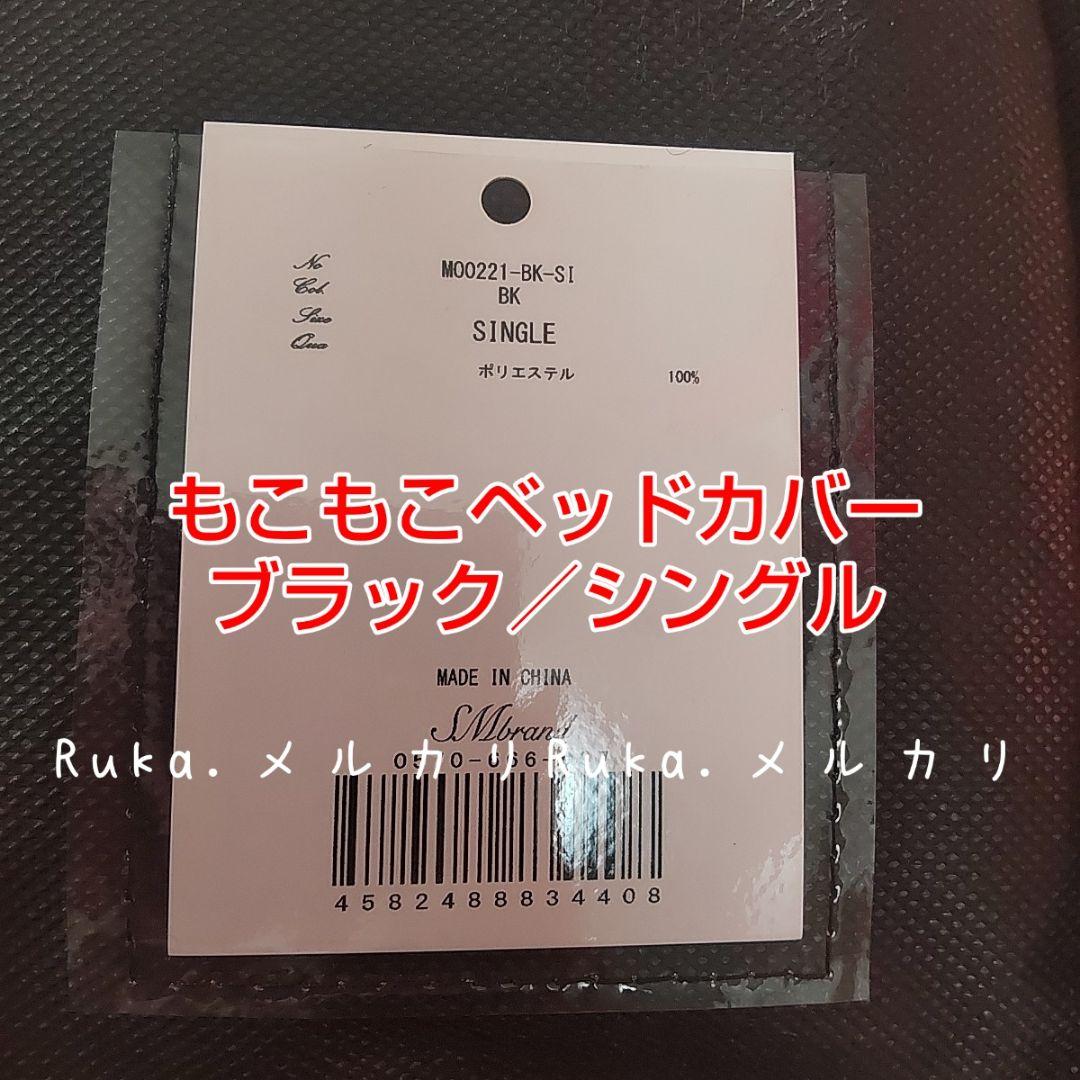 No M00221-BK-SI
Col. BK
Size SINGLE
Qua ポリエステル 100%
もこもこベッドカバー
ブラック／シングル
MADE IN CHINA
SMbrand
Ruka. メルカリRuka. メルカリ
4582488834408